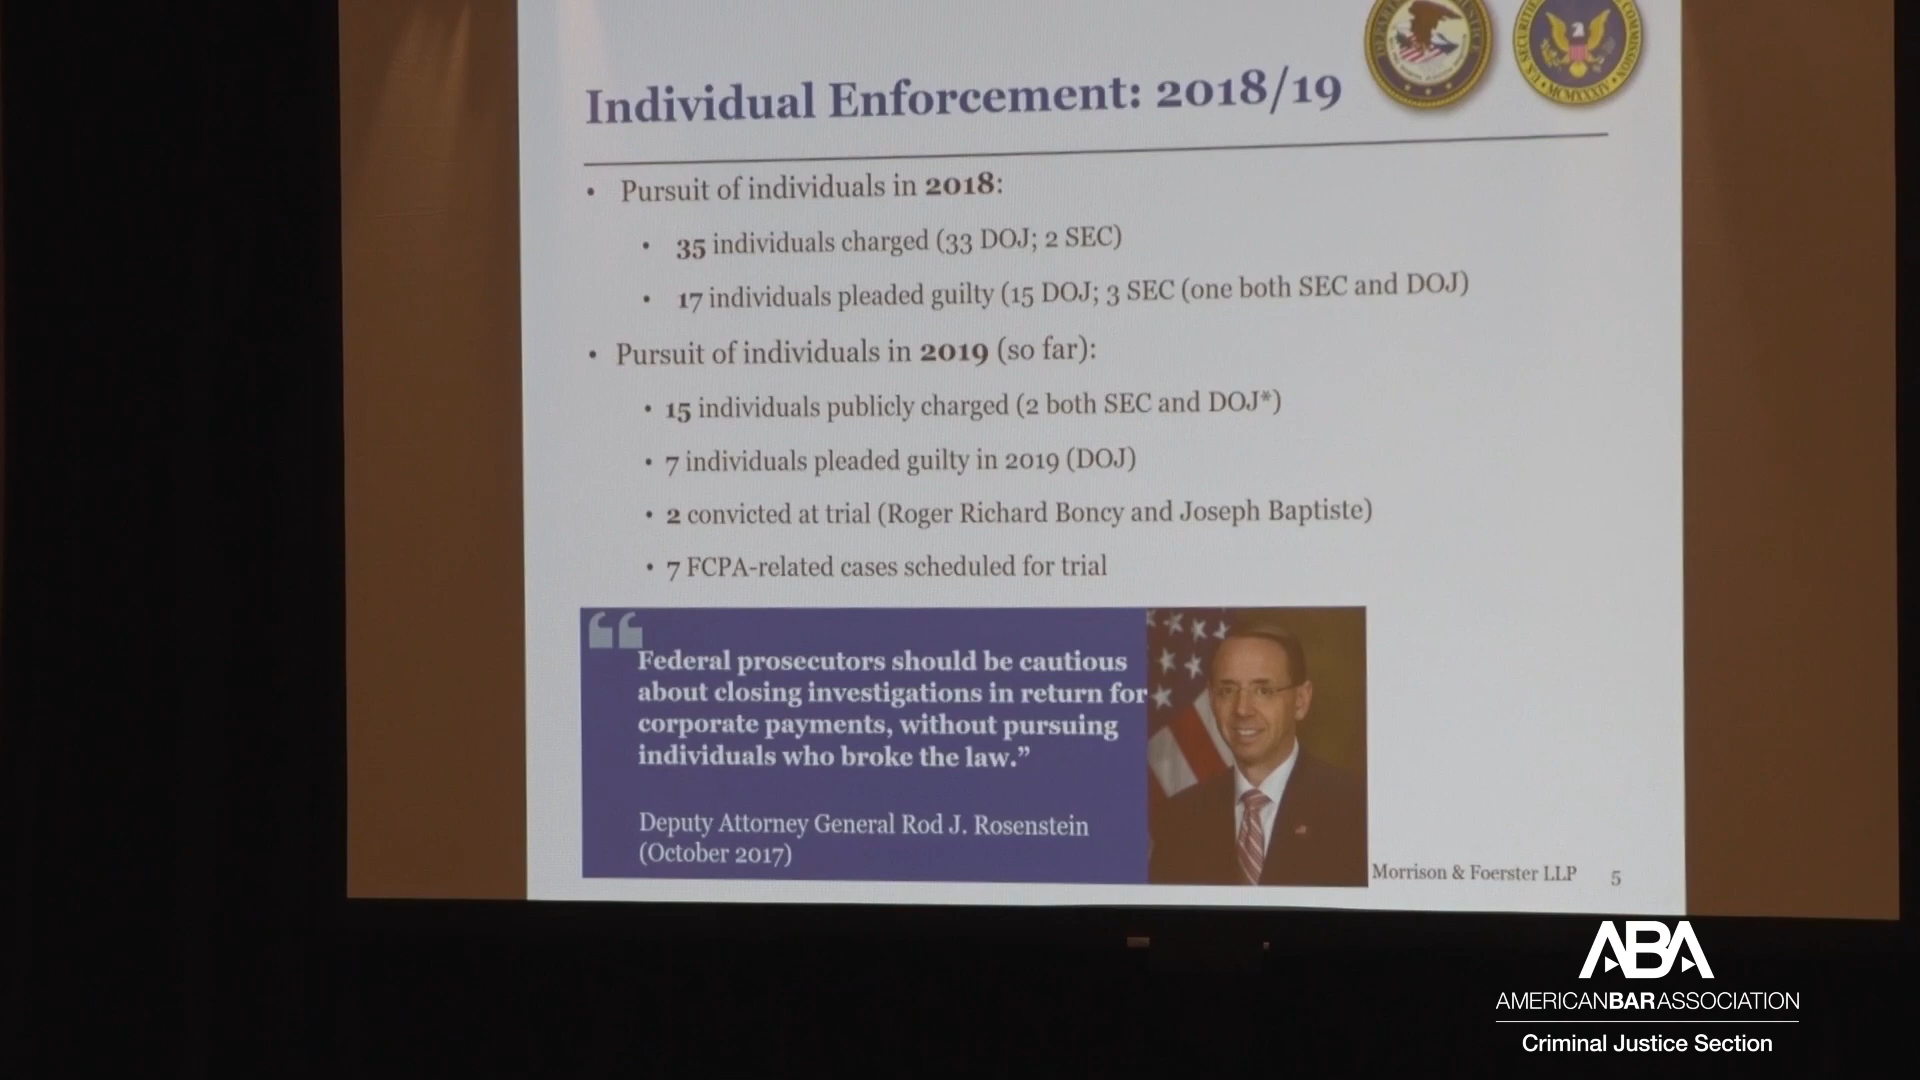 Individual Enforcement: 2018/19
• Pursuit of individuals in 2018:
• 35 individuals charged (33 DOJ; 2 SEC)
• 17 individuals pleaded guilty (15 DOJ; 3 SEC (one both SEC and DOJ)
• Pursuit of individuals in 2019 (so far):
• 15 individuals publicly charged (2 both SEC and DOJ*)
• 7 individuals pleaded guilty in 2019 (DOJ)
• 2 convicted at trial (Roger Richard Boncy and Joseph Baptiste)
• 7 FCPA-related cases scheduled for trial
“Federal prosecutors should be cautious
about closing investigations in return for
corporate payments, without pursuing
individuals who broke the law.”
Deputy Attorney General Rod J. Rosenstein
(October 2017)
Morrison & Foerster LLP 5
ABA
AMERICANBARASSOCIATION
Criminal Justice Section